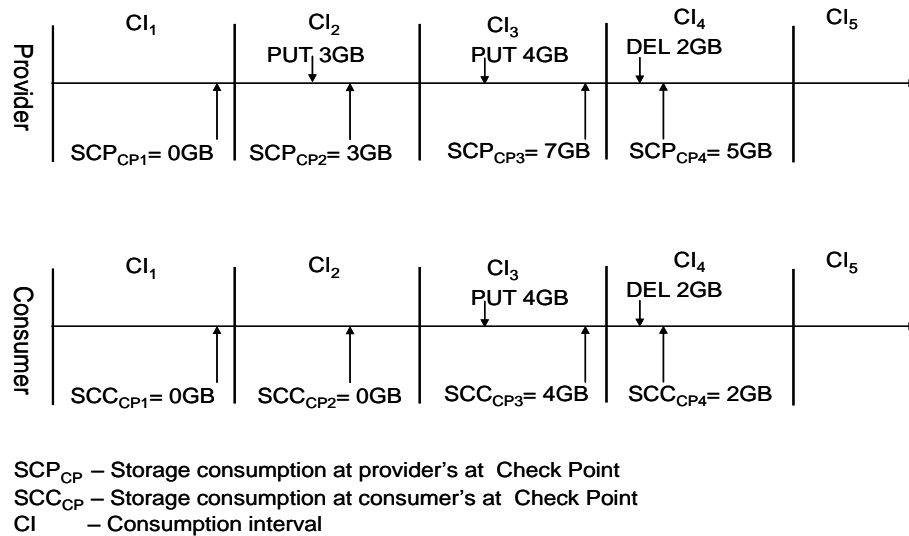 Provider
CI1 CI2 CI3 CI4 CI5
PUT 3GB PUT 4GB DEL 2GB
SCPCP1= 0GB SCPCP2= 3GB SCPCP3= 7GB SCPCP4= 5GB
Consumer
CI1 CI2 CI3 CI4 CI5
PUT 4GB DEL 2GB
SCCCP1= 0GB SCCCP2= 0GB SCCCP3= 4GB SCCCP4= 2GB
SCPCP – Storage consumption at provider's at Check Point
SCCCP – Storage consumption at consumer's at Check Point
CI – Consumption interval